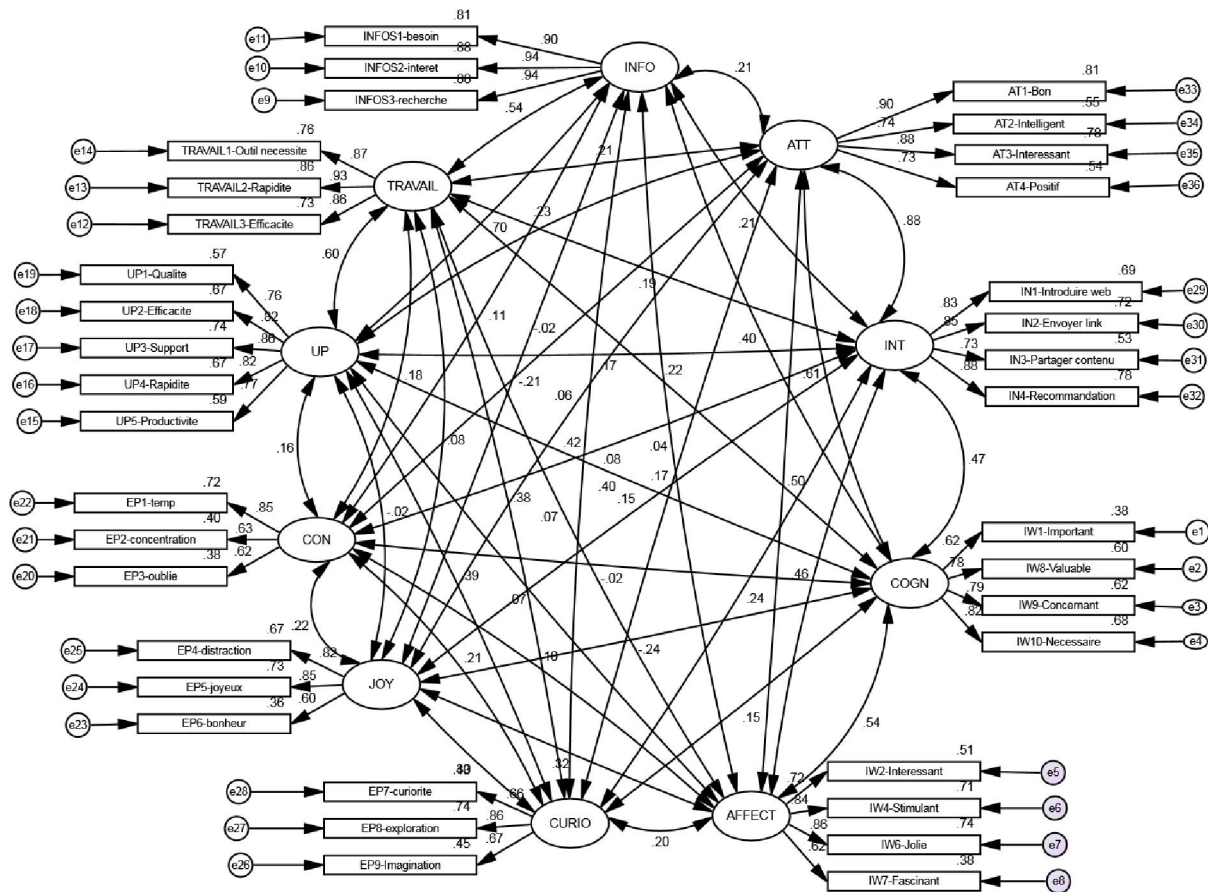 .81
e11 INFOS1-besoin .90
.88
e10 INFOS2-interet .94
.88
e9 INFOS3-recherche .94
INFO
.21
.54
.81
.90 AT1-Bon e33
.55
.74 AT2-Intelligent e34
.78
.88 AT3-Interessant e35
.54
.73 AT4-Positif e36
ATT
.76
e14 TRAVAIL1-Outil necessite .87
.86
e13 TRAVAIL2-Rapidite .93
.73
e12 TRAVAIL3-Efficacite .86
TRAVAIL
.21
.23
.70
.21
.88
.60
.57
e19 UP1-Qualite .76
.67
e18 UP2-Efficacite .82
.74
e17 UP3-Support .86
.67
e16 UP4-Rapidite .82
.59
e15 UP5-Productivite .77
UP
.19
.11
-.02
.40
.69
.83 IN1-Introduire web e29
.72
.85 IN2-Envoyer link e30
.53
.73 IN3-Partager contenu e31
.78
.88 IN4-Recommandation e32
INT
.18
-.21
.17
.22
.61
.06
.16
.08
.42
.08
.04
.17
.47
.38
.40
.15
.50
.07
-.02
.72
e22 EP1-temp .85
.40
e21 EP2-concentration .63
.38
e20 EP3-oublie .62
CON
.39
-.02
.46
.38
.62 IW1-Important e1
.60
.78 IW8-Valuable e2
.62
.79 IW9-Concernant e3
.68
.82 IW10-Necessaire e4
COGN
.07
.24
.22
.82
.21
.18
-.24
.67
e25 EP4-distraction
.73
e24 EP5-joyeux .85
.36
e23 EP6-bonheur .60
JOY
.15
.54
.32
e28 EP7-curiorite .66
.74
e27 EP8-exploration .86
.45
e26 EP9-Imagination .67
CURIO
.20
AFFECT
.51
.72 IW2-Interessant e5
.71
.84 IW4-Stimulant e6
.74
.86 IW6-Jolie e7
.38
.62 IW7-Fascinant e8